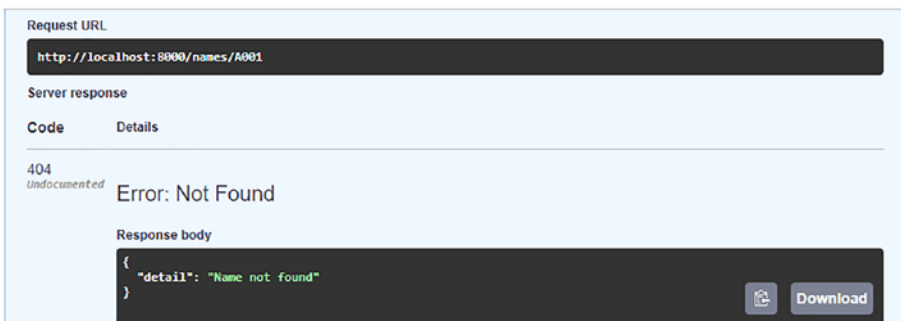 Request URL
http://localhost:8000/names/A001
Server response
Code Details
404
Undocumented
Error: Not Found
Response body
{
"detail": "Name not found"
}
Download